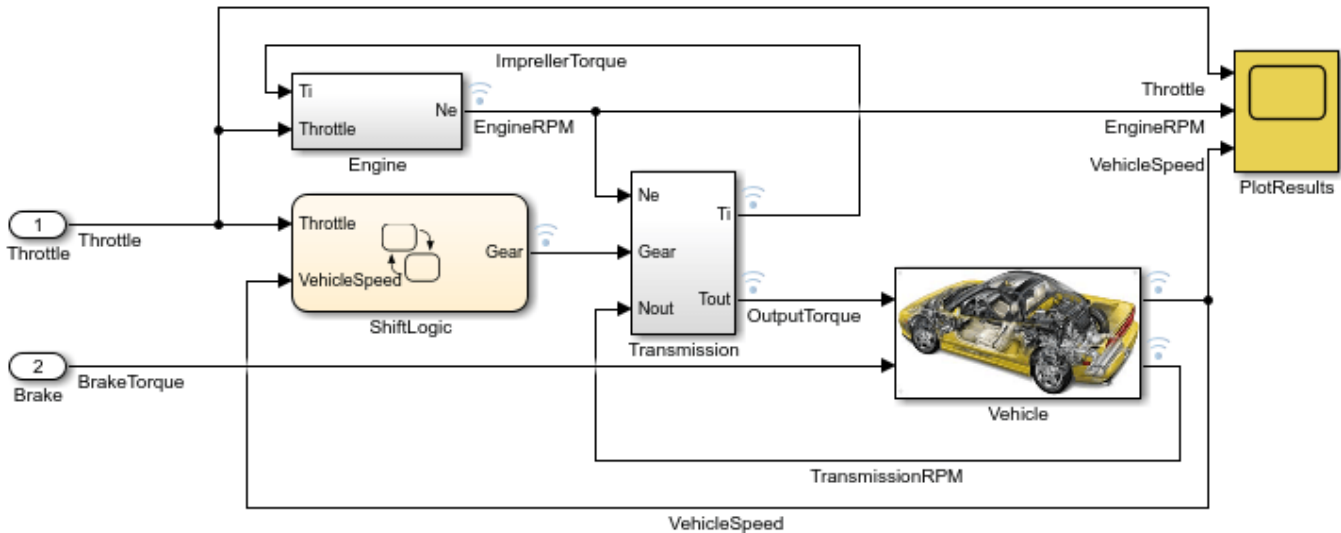 ImprellerTorque
Ti
Throttle
Ne
EngineRPM
Engine
Throttle
EngineRPM
VehicleSpeed
PlotResults
1
Throttle
Throttle
Throttle
VehicleSpeed
Gear
ShiftLogic
Ne
Gear
Nout
Ti
Tout
Transmission
OutputTorque
2
Brake
BrakeTorque
Vehicle
TransmissionRPM
VehicleSpeed